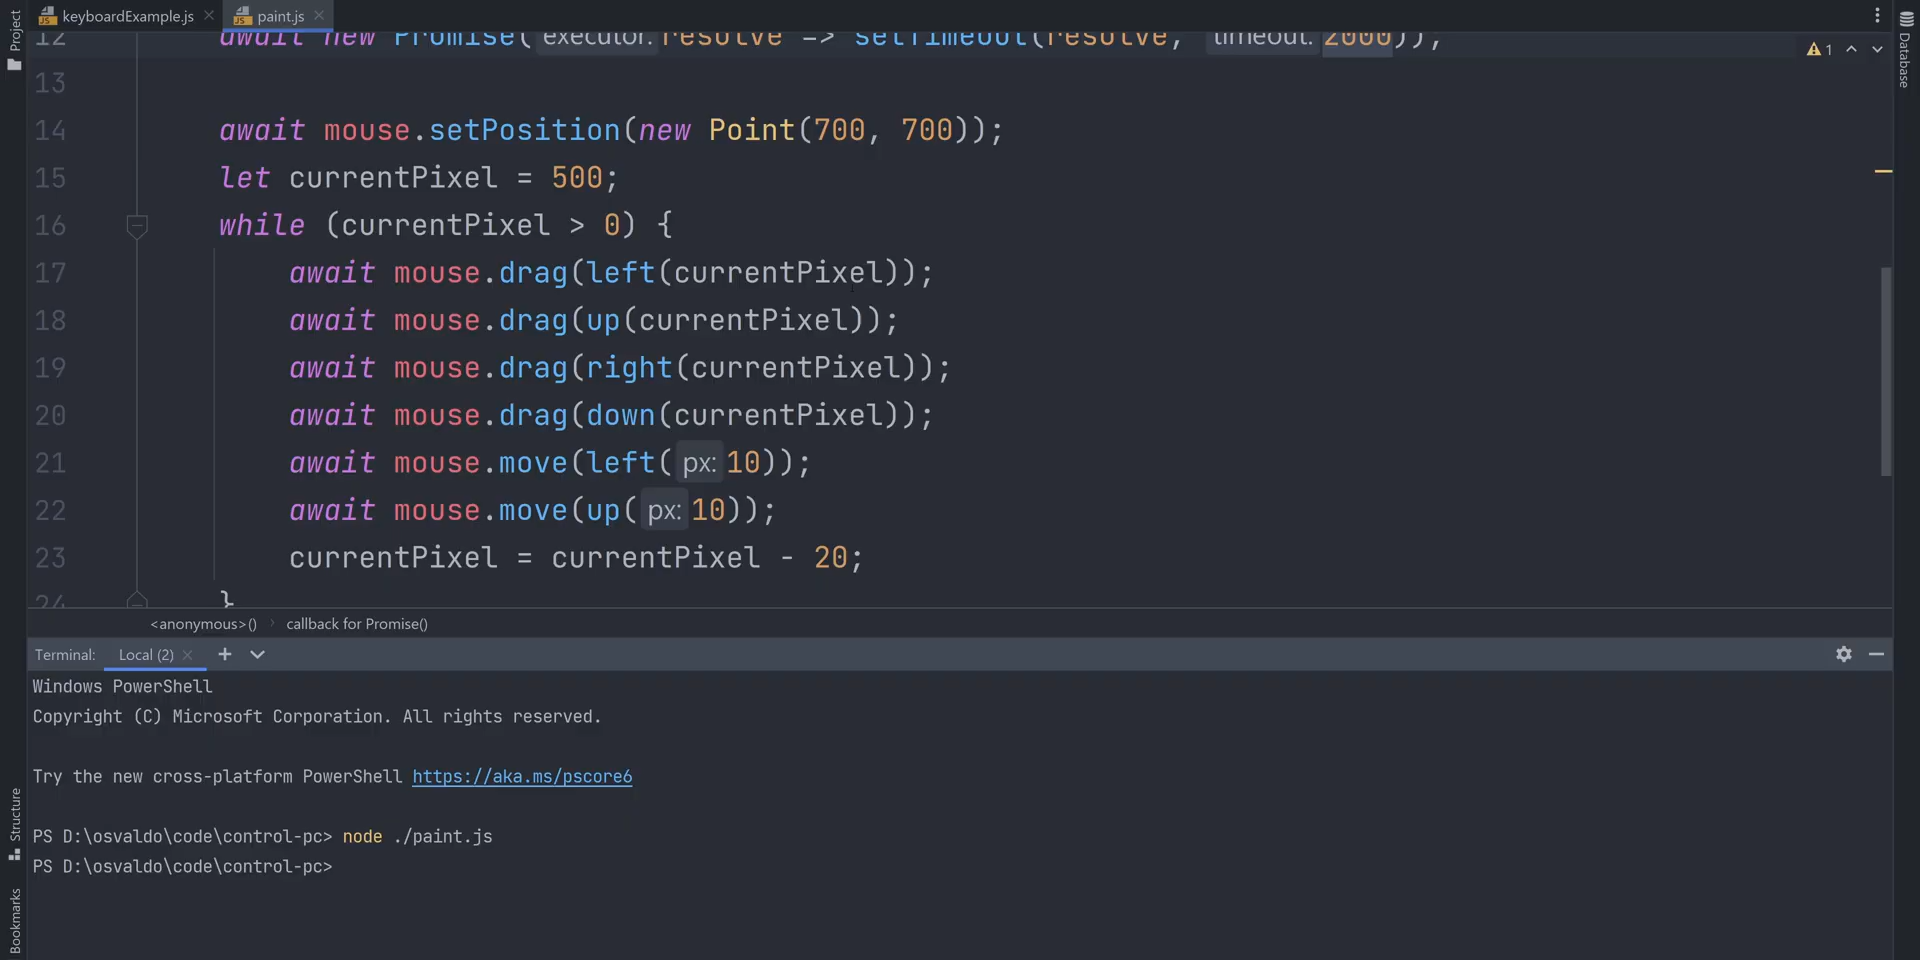 Project
keyboardExample.js
paint.js
Database
12 await new Promise( executor: resolve => setTimeout(resolve, timeout: 2000));
1
13
14 await mouse.setPosition(new Point(700, 700));
15 let currentPixel = 500;
16 while (currentPixel > 0) {
17 await mouse.drag(left(currentPixel));
18 await mouse.drag(up(currentPixel));
19 await mouse.drag(right(currentPixel));
20 await mouse.drag(down(currentPixel));
21 await mouse.move(left( px: 10));
22 await mouse.move(up( px: 10));
23 currentPixel = currentPixel - 20;
24 }
<anonymous>() callback for Promise()
Terminal: Local (2)
Windows PowerShell
Copyright (C) Microsoft Corporation. All rights reserved.
Try the new cross-platform PowerShell https://aka.ms/pscore6
PS D:\osvaldo\code\control-pc> node ./paint.js
PS D:\osvaldo\code\control-pc>
Structure
Bookmarks